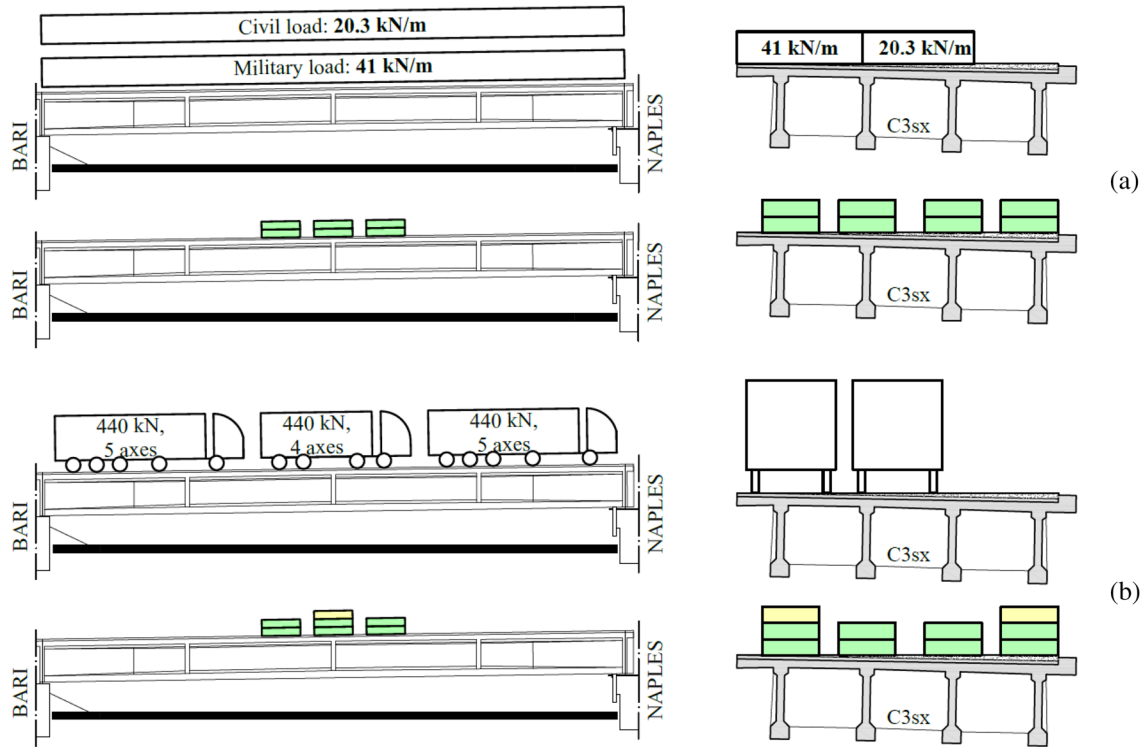 Civil load: 20.3 kN/m
Military load: 41 kN/m
BARI
NAPLES
41 kN/m
20.3 kN/m
C3sx
(a)
BARI
NAPLES
C3sx
440 kN,
5 axes
440 kN,
4 axes
440 kN,
5 axes
BARI
NAPLES
C3sx
(b)
BARI
NAPLES
C3sx